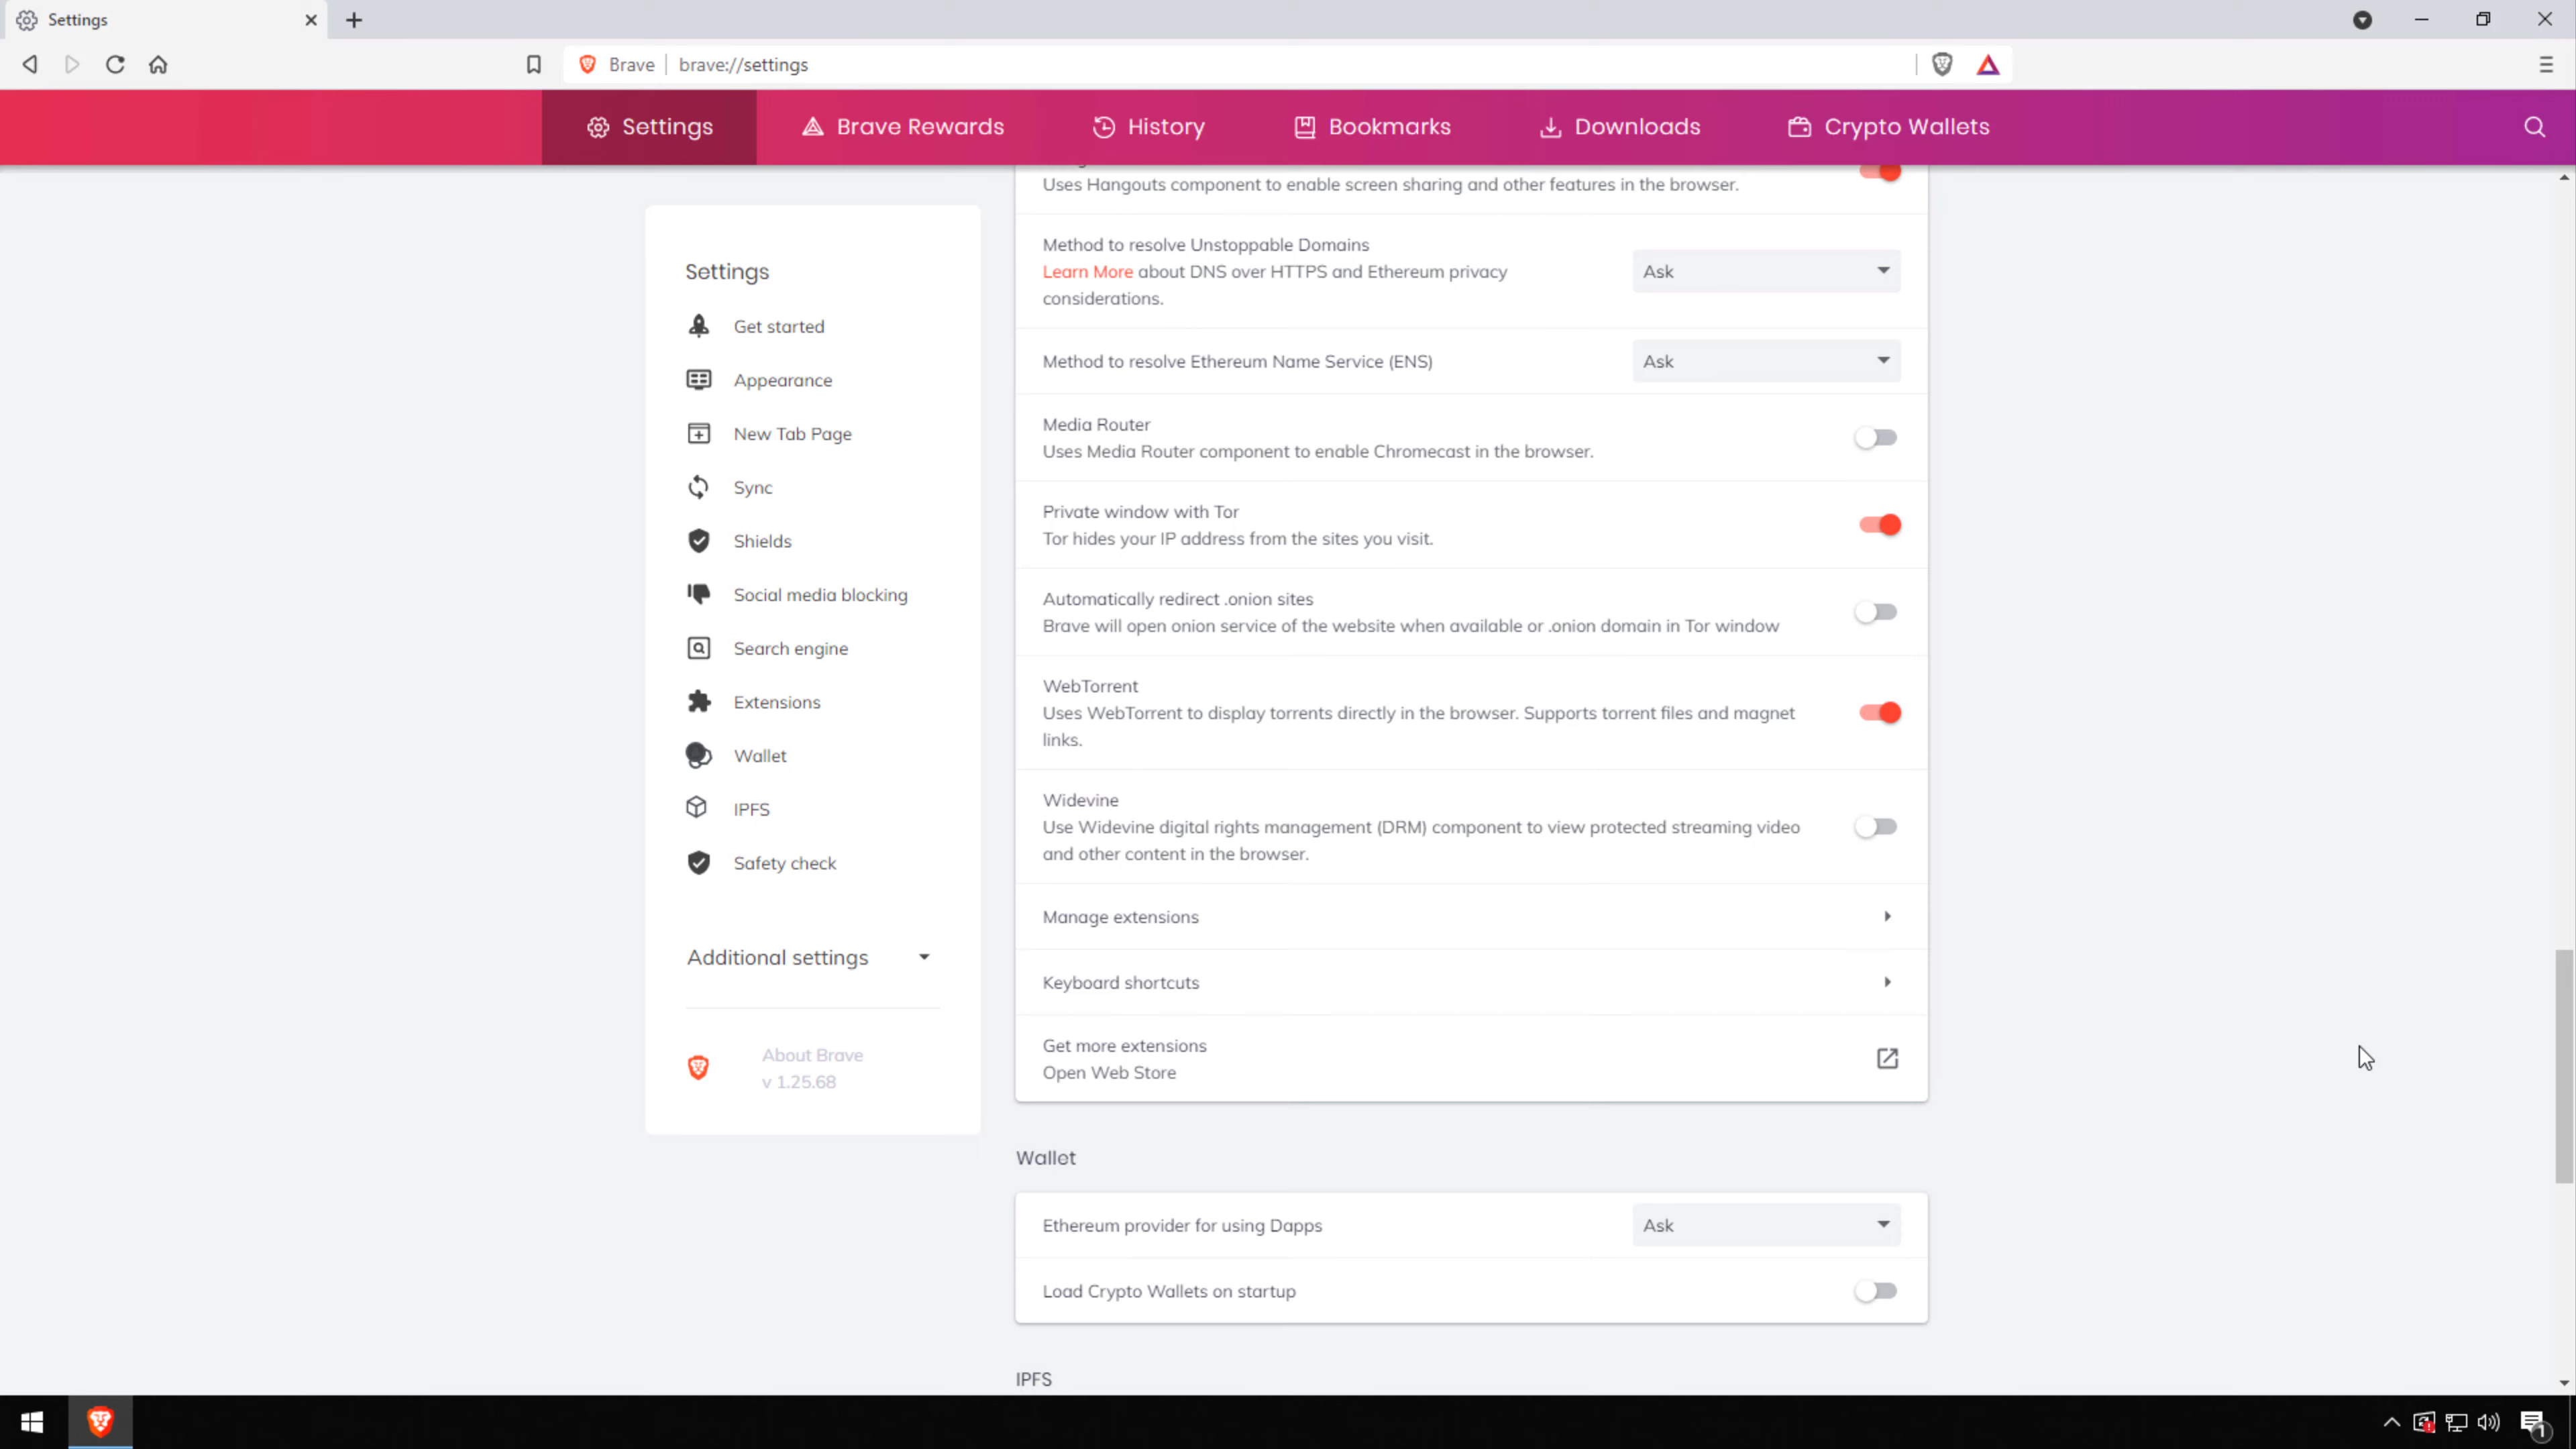 Settings
Brave
brave://settings
Settings
Brave Rewards
History
Bookmarks
Downloads
Crypto Wallets
Settings
Get started
Appearance
New Tab Page
Sync
Shields
Social media blocking
Search engine
Extensions
Wallet
IPFS
Safety check
Additional settings
About Brave
v 1.25.68
Uses Hangouts component to enable screen sharing and other features in the browser.
Method to resolve Unstoppable Domains
Learn More about DNS over HTTPS and Ethereum privacy
considerations.
Ask
Method to resolve Ethereum Name Service (ENS)
Ask
Media Router
Uses Media Router component to enable Chromecast in the browser.
Private window with Tor
Tor hides your IP address from the sites you visit.
Automatically redirect .onion sites
Brave will open onion service of the website when available or .onion domain in Tor window
WebTorrent
Uses WebTorrent to display torrents directly in the browser. Supports torrent files and magnet
links.
Widevine
Use Widevine digital rights management (DRM) component to view protected streaming video
and other content in the browser.
Manage extensions
Keyboard shortcuts
Get more extensions
Open Web Store
Wallet
Ethereum provider for using Dapps
Ask
Load Crypto Wallets on startup
IPFS
1